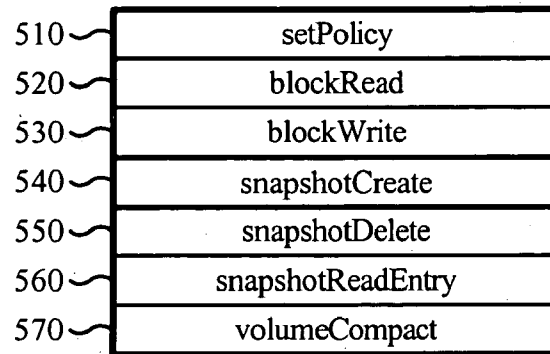 510 setPolicy
520 blockRead
530 blockWrite
540 snapshotCreate
550 snapshotDelete
560 snapshotReadEntry
570 volumeCompact